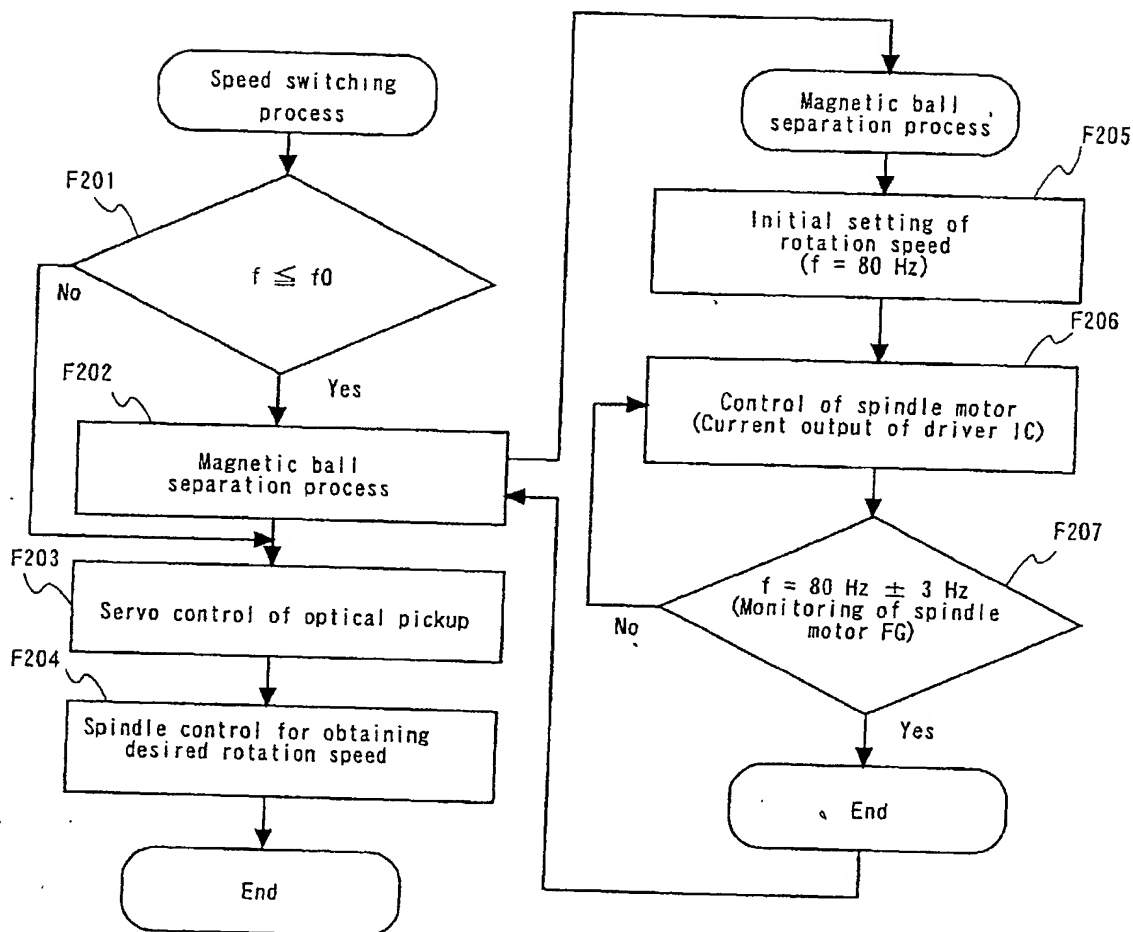 Speed switching
process
F201
f ≦ f0
No
Yes
F202
Magnetic ball
separation process
F203
Servo control of optical pickup
F204
Spindle control for obtaining
desired rotation speed
End
Magnetic ball
separation process
F205
Initial setting of
rotation speed
(f = 80 Hz)
F206
Control of spindle motor
(Current output of driver IC)
F207
f = 80 Hz ± 3 Hz
(Monitoring of spindle
motor FG)
No
Yes
End